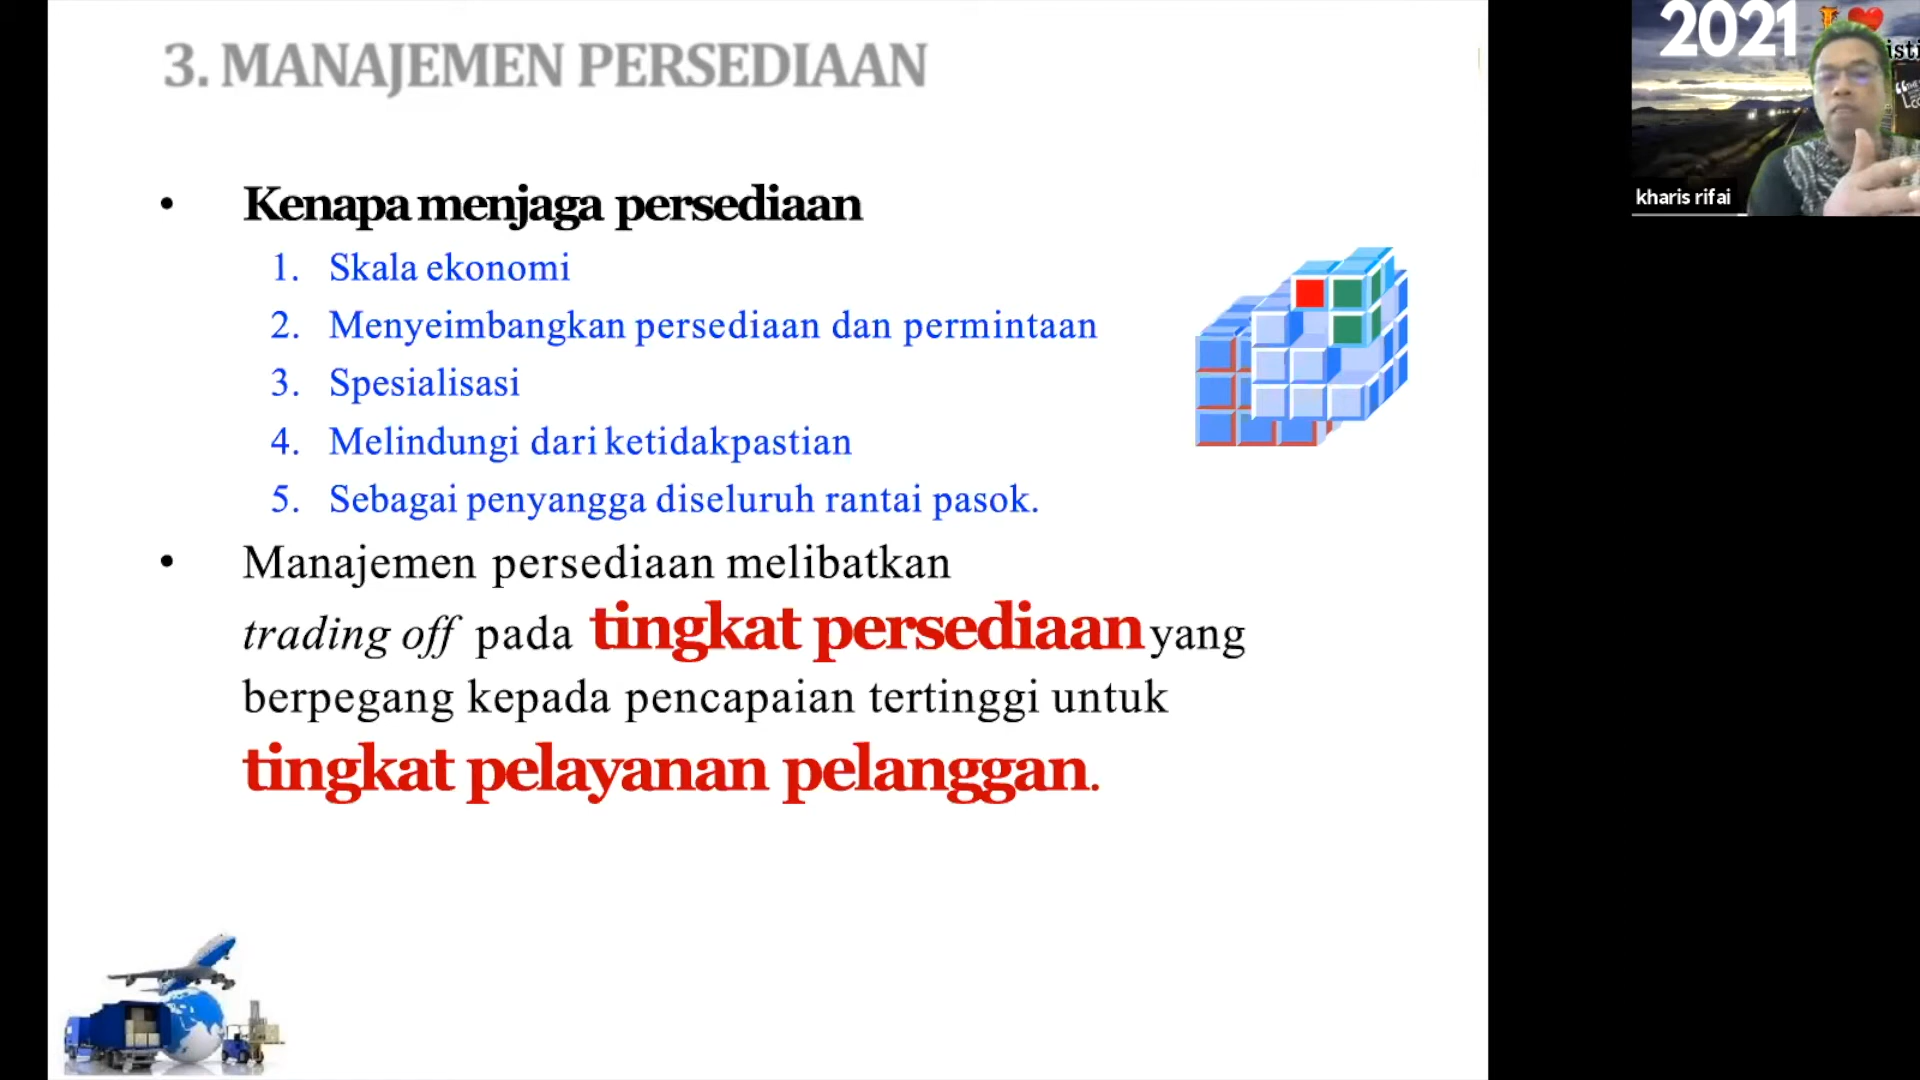 3. MANAJEMEN PERSEDIAAN
• Kenapa menjaga persediaan
1. Skala ekonomi
2. Menyeimbangkan persediaan dan permintaan
3. Spesialisasi
4. Melindungi dari ketidakpastian
5. Sebagai penyangga diseluruh rantai pasok.
• Manajemen persediaan melibatkan
trading off pada tingkat persediaan yang
berpegang kepada pencapaian tertinggi untuk
tingkat pelayanan pelanggan.
2021 I
kharis rifai